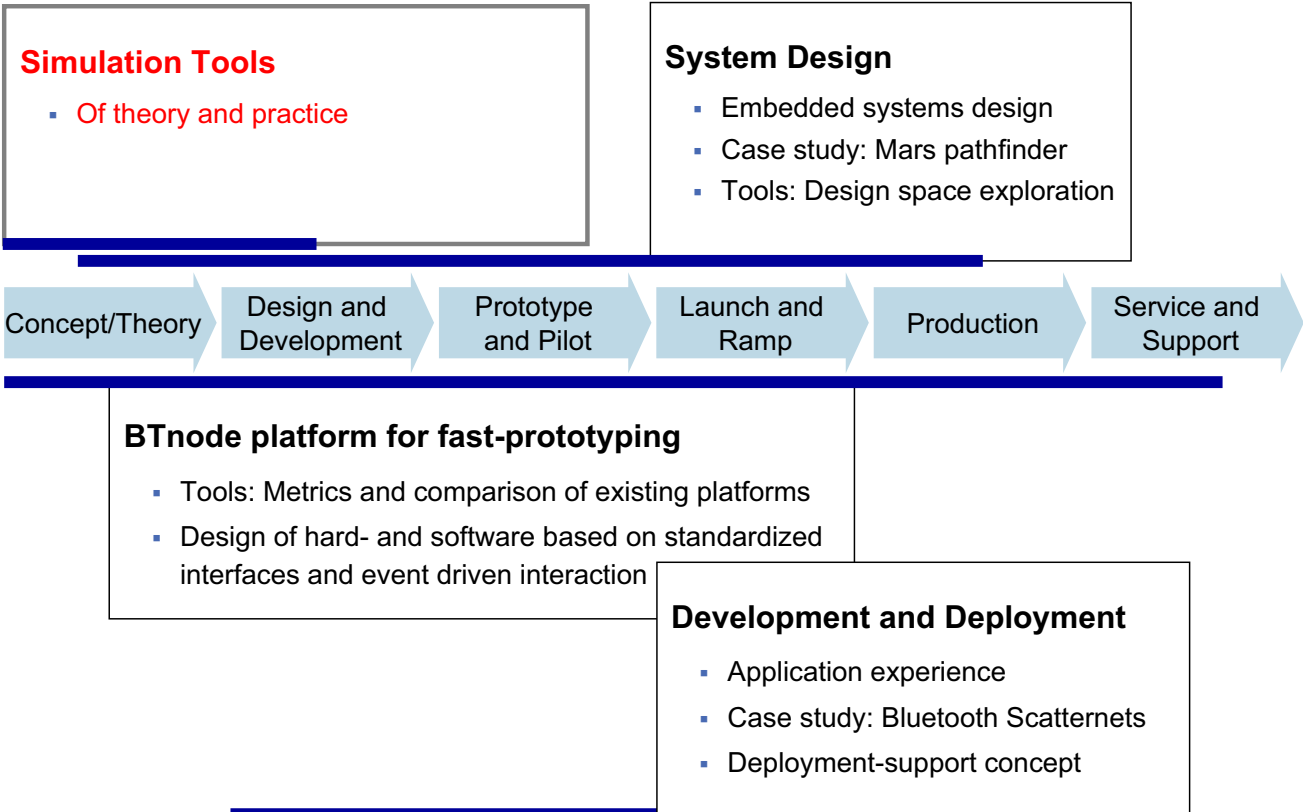 Simulation Tools
▪ Of theory and practice
System Design
▪ Embedded systems design
▪ Case study: Mars pathfinder
▪ Tools: Design space exploration
Concept/Theory
Design and
Development
Prototype
and Pilot
Launch and
Ramp
Production
Service and
Support
BTnode platform for fast-prototyping
▪ Tools: Metrics and comparison of existing platforms
▪ Design of hard- and software based on standardized
interfaces and event driven interaction
Development and Deployment
▪ Application experience
▪ Case study: Bluetooth Scatternets
▪ Deployment-support concept